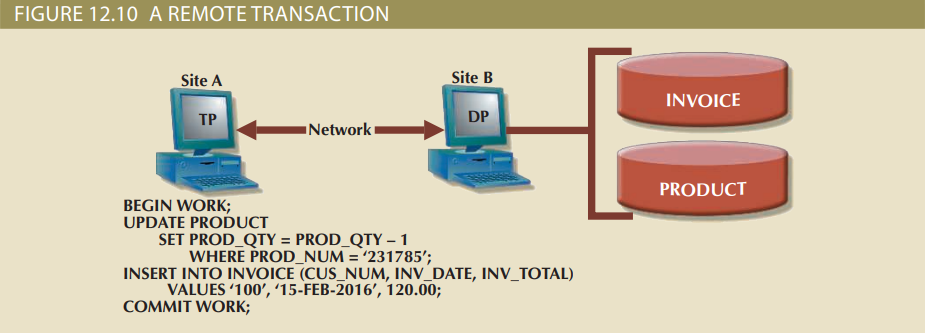 FIGURE 12.10 A REMOTE TRANSACTION
Site A
Site B
TP
Network
DP
INVOICE
PRODUCT
BEGIN WORK;
UPDATE PRODUCT
SET PROD_QTY = PROD_QTY – 1
WHERE PROD_NUM = ‘231785’;
INSERT INTO INVOICE (CUS_NUM, INV_DATE, INV_TOTAL)
VALUES ‘100’, ‘15-FEB-2016’, 120.00;
COMMIT WORK;